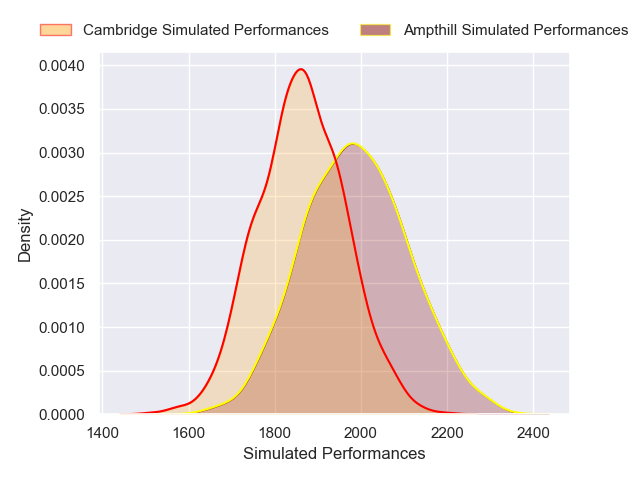 Cambridge Simulated Performances Ampthill Simulated Performances
0.0040
0.0035
0.0030
0.0025
0.0020
0.0015
0.0010
0.0005
0.0000
Density
1400 1600 1800 2000 2200 2400
Simulated Performances